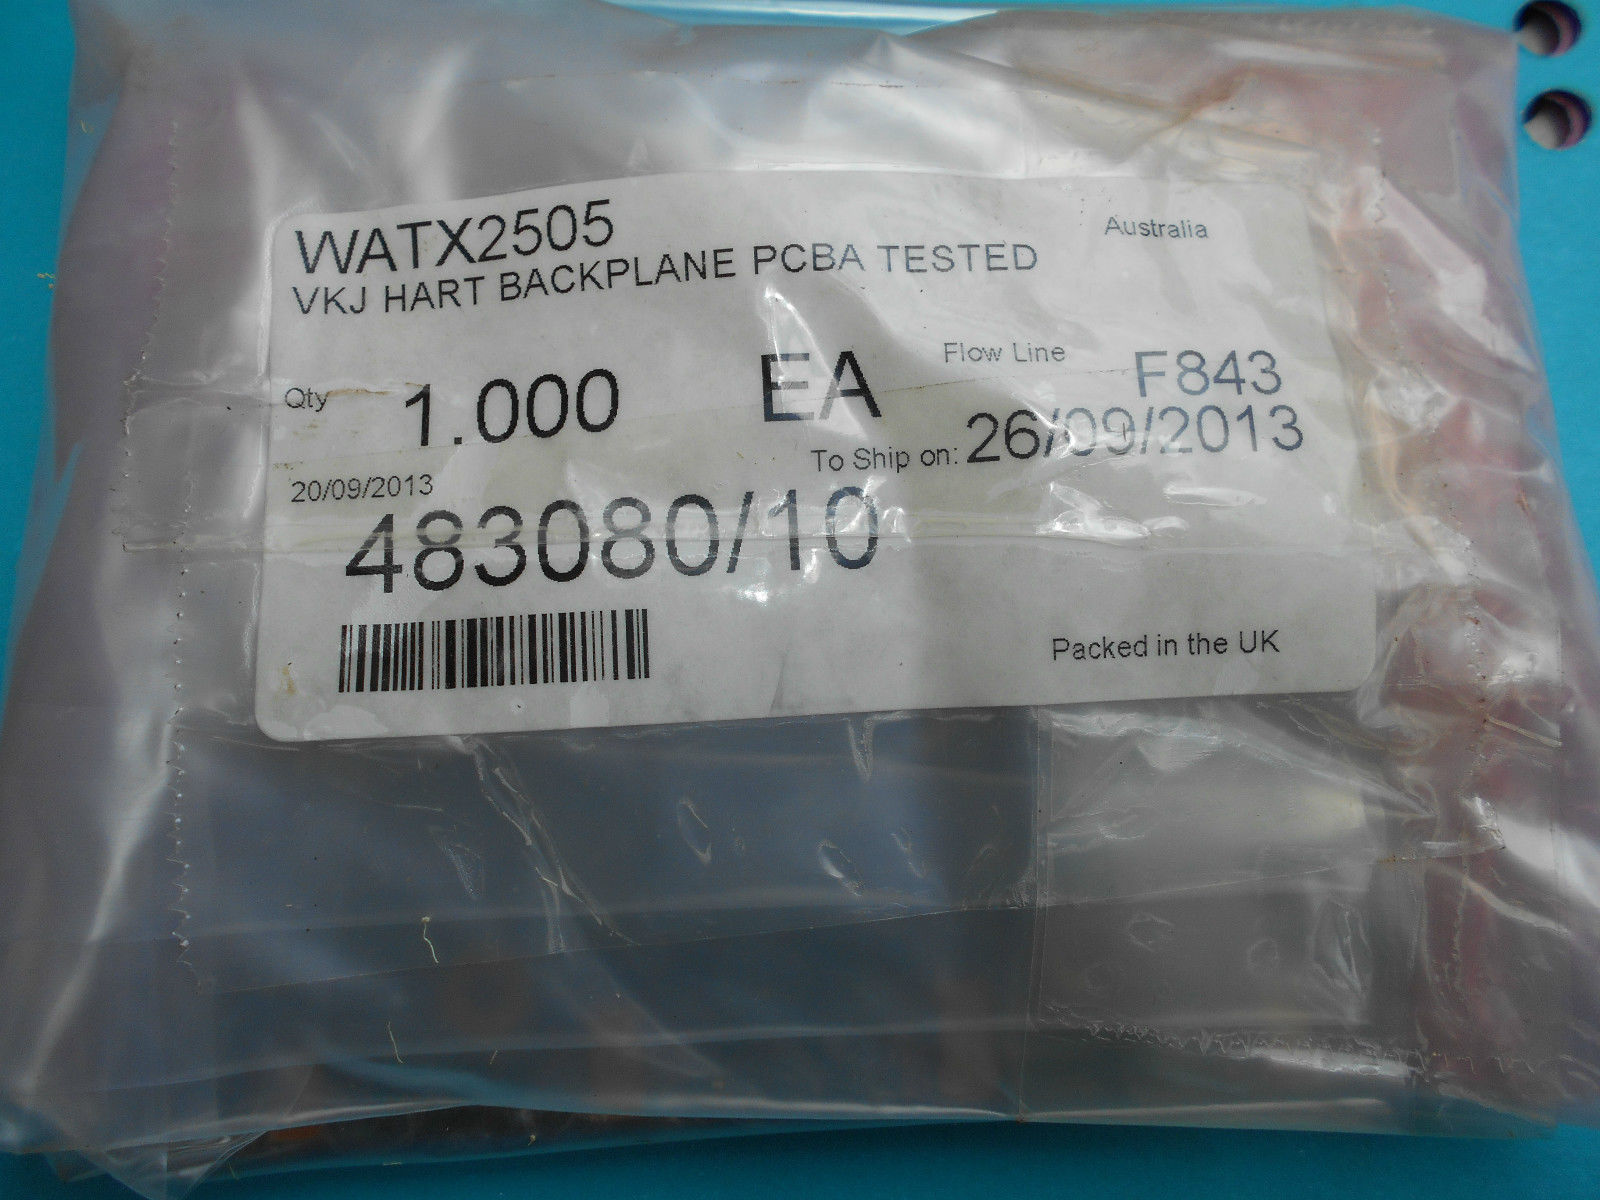 WATX2505
Australia
VKJ HART BACKPLANE PCBA TESTED
Qty 1.000 EA
Flow Line F843
To Ship on: 26/09/2013
20/09/2013
483080/10
Packed in the UK